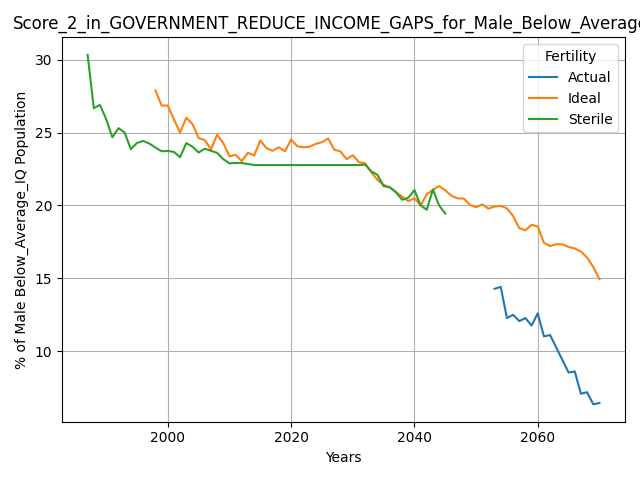 Score_2_in_GOVERNMENT_REDUCE_INCOME_GAPS_for_Male_Below_Average
Fertility
Actual
Ideal
Sterile
% of Male Below_Average_IQ Population
30
25
20
15
10
2000
2020
2040
2060
Years